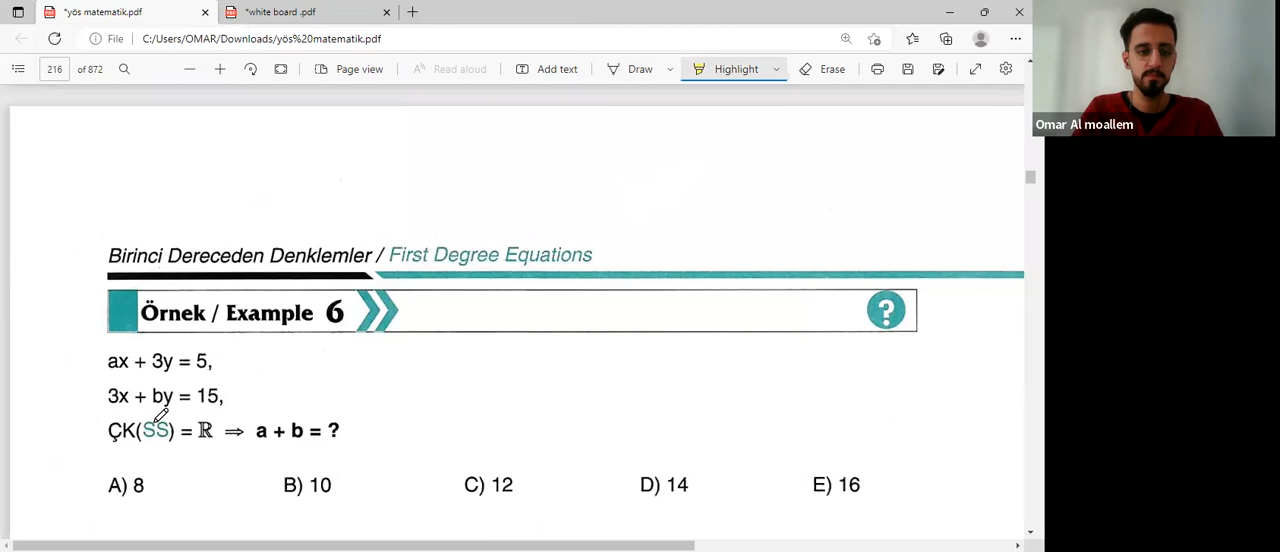 *yös matematik.pdf
*white board .pdf
File
C:/Users/OMAR/Downloads/yös%20matematik.pdf
216 of 872
Page view
Read aloud
Add text
Draw
Highlight
Erase
Omar Al moallem
Birinci Dereceden Denklemler / First Degree Equations
Örnek / Example 6
?
ax + 3y = 5,
3x + by = 15,
ÇK(SS) = ℝ ⇒ a + b = ?
A) 8 B) 10 C) 12 D) 14 E) 16